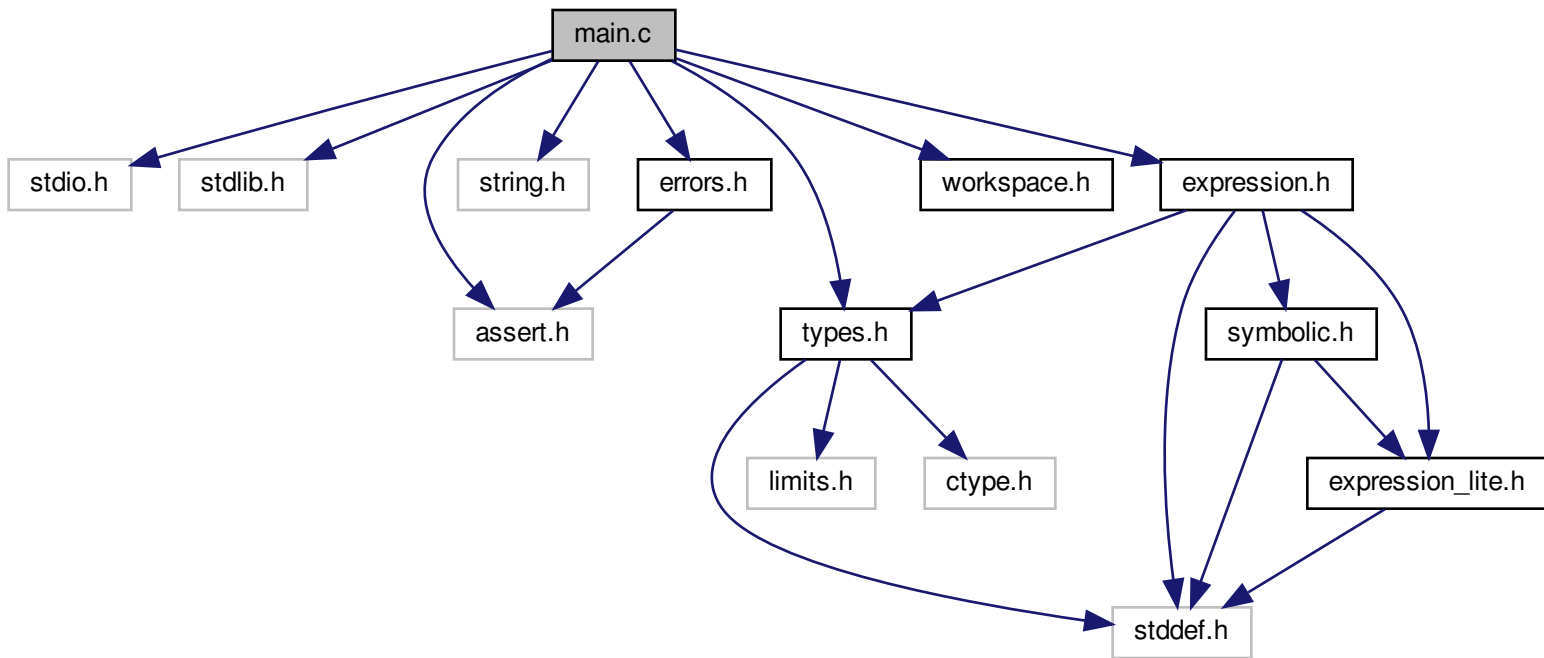 main.c
stdio.h
stdlib.h
string.h
errors.h
workspace.h
expression.h
assert.h
types.h
symbolic.h
limits.h
ctype.h
expression_lite.h
stddef.h